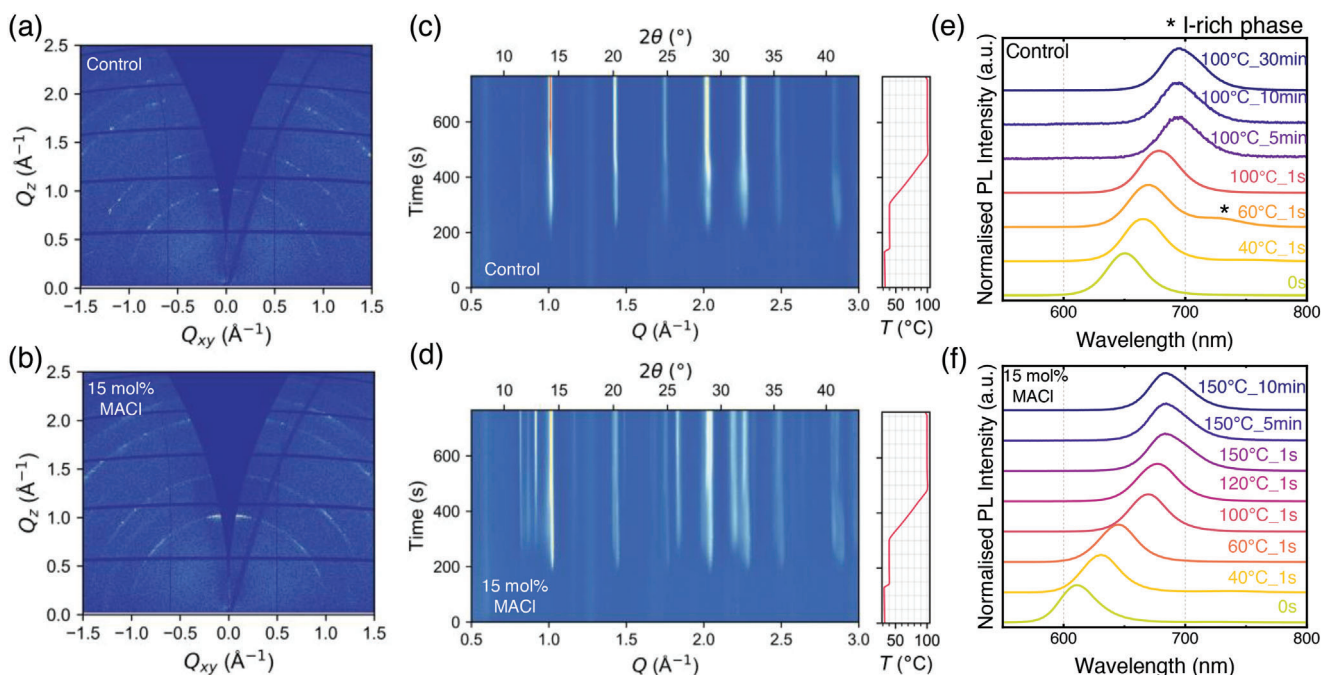 (a)
Control
2.5
2.0
1.5
1.0
0.5
0.0
Qz (Å⁻¹)
−1.5 −1.0 −0.5 0.0 0.5 1.0 1.5
Qxy (Å⁻¹)
(b)
15 mol%
MACl
2.5
2.0
1.5
1.0
0.5
0.0
Qz (Å⁻¹)
−1.5 −1.0 −0.5 0.0 0.5 1.0 1.5
Qxy (Å⁻¹)
(c)
2θ (°)
10 15 20 25 30 35 40
600
400
200
0
Time (s)
Control
0.5 1.0 1.5 2.0 2.5 3.0
Q (Å⁻¹)
50 100
T (°C)
(d)
2θ (°)
10 15 20 25 30 35 40
600
400
200
0
Time (s)
15 mol%
MACl
0.5 1.0 1.5 2.0 2.5 3.0
Q (Å⁻¹)
50 100
T (°C)
(e)
* I-rich phase
Control
100°C_30min
100°C_10min
100°C_5min
100°C_1s
*
60°C_1s
40°C_1s
0s
Normalised PL Intensity (a.u.)
600 700 800
Wavelength (nm)
(f)
15 mol%
MACl
150°C_10min
150°C_5min
150°C_1s
120°C_1s
100°C_1s
60°C_1s
40°C_1s
0s
Normalised PL Intensity (a.u.)
600 700 800
Wavelength (nm)